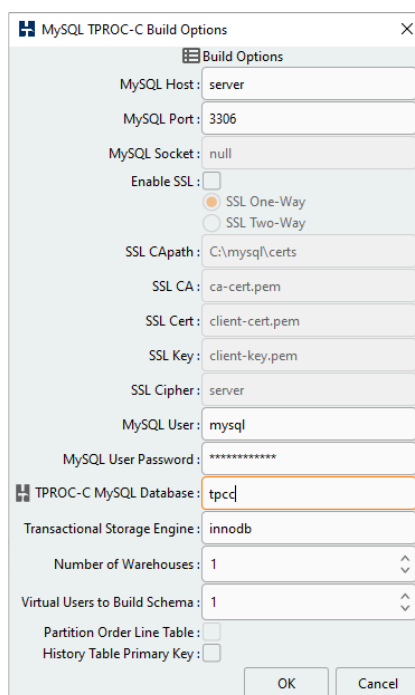 MySQL TPROC-C Build Options
Build Options
MySQL Host : server
MySQL Port : 3306
MySQL Socket : null
Enable SSL :
SSL One-Way
SSL Two-Way
SSL CApath : C:\mysql\certs
SSL CA : ca-cert.pem
SSL Cert : client-cert.pem
SSL Key : client-key.pem
SSL Cipher : server
MySQL User : mysql
MySQL User Password : ************
TPROC-C MySQL Database : tpcc
Transactional Storage Engine : innodb
Number of Warehouses : 1
Virtual Users to Build Schema : 1
Partition Order Line Table :
History Table Primary Key :
OK Cancel